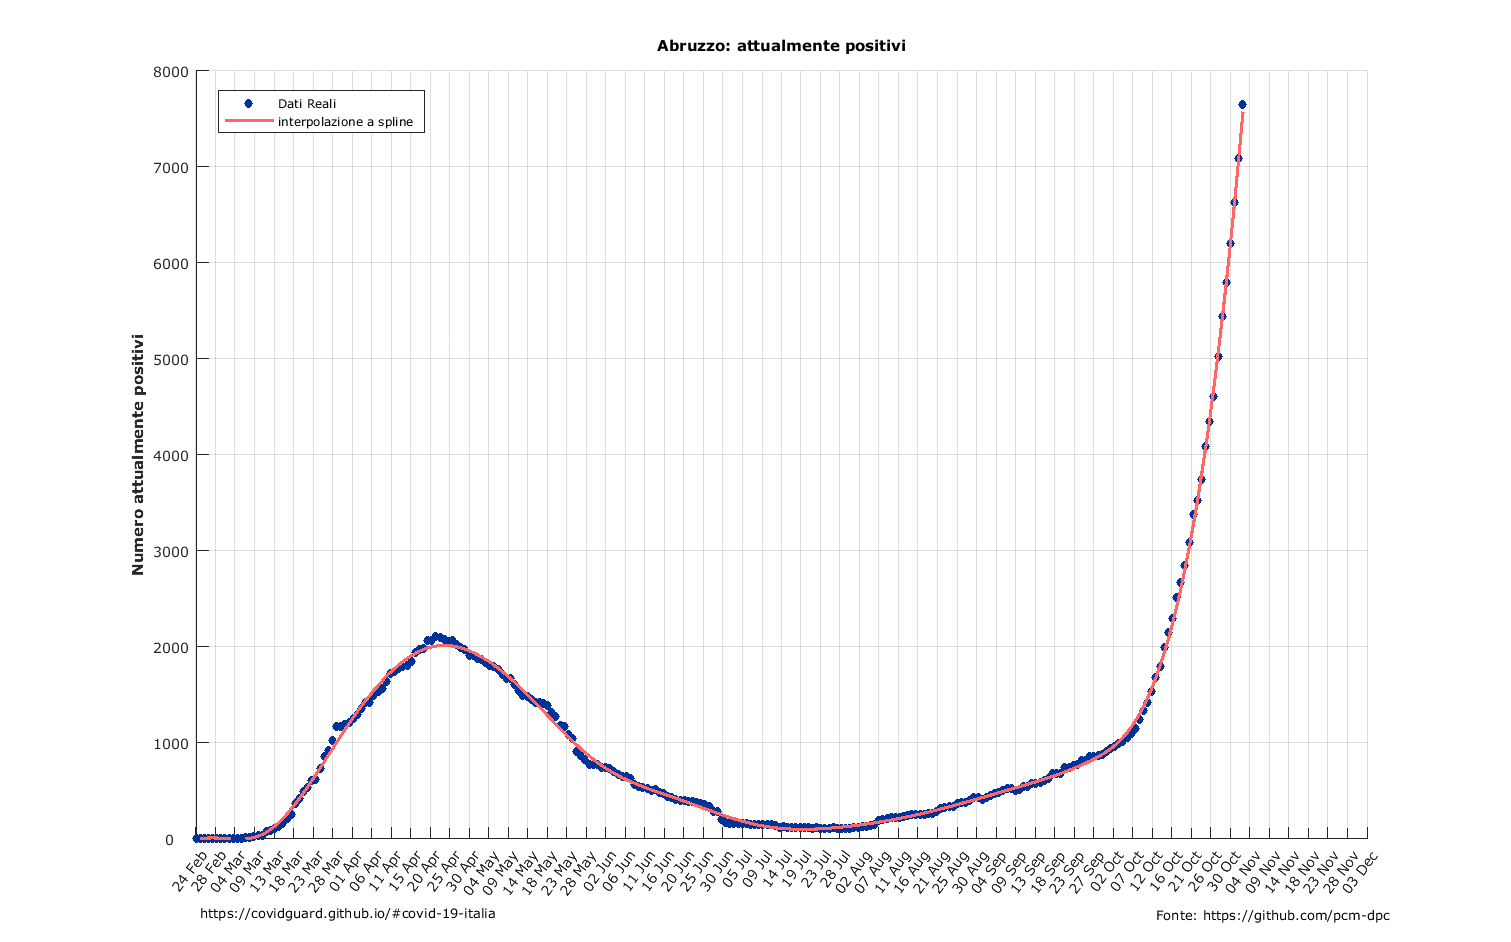 Abruzzo: attualmente positivi
8000
7000
6000
5000
4000
3000
2000
1000
0
Numero attualmente positivi
Dati Reali
interpolazione a spline
24 Feb
28 Feb
04 Mar
09 Mar
13 Mar
18 Mar
23 Mar
28 Mar
01 Apr
06 Apr
11 Apr
15 Apr
20 Apr
25 Apr
30 Apr
04 May
09 May
14 May
18 May
23 May
28 May
02 Jun
06 Jun
11 Jun
16 Jun
20 Jun
25 Jun
30 Jun
05 Jul
09 Jul
14 Jul
19 Jul
23 Jul
28 Jul
02 Aug
07 Aug
11 Aug
16 Aug
21 Aug
25 Aug
30 Aug
04 Sep
09 Sep
13 Sep
18 Sep
23 Sep
27 Sep
02 Oct
07 Oct
12 Oct
16 Oct
21 Oct
26 Oct
30 Oct
04 Nov
09 Nov
14 Nov
18 Nov
23 Nov
28 Nov
03 Dec
https://covidguard.github.io/#covid-19-italia
Fonte: https://github.com/pcm-dpc